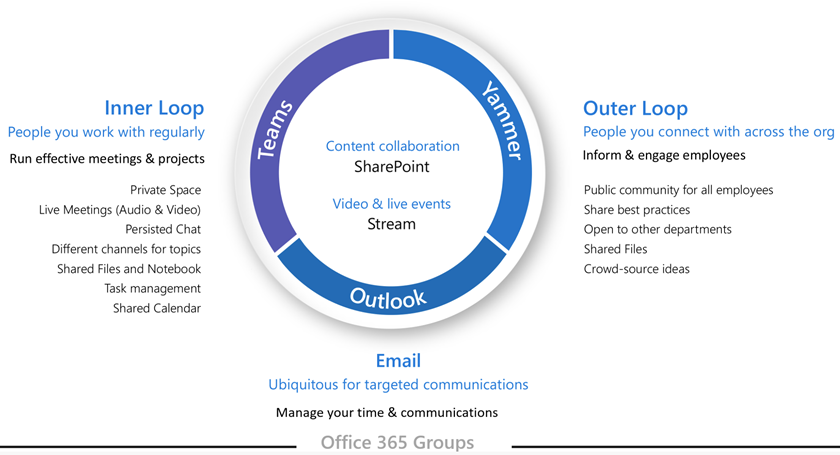 Inner Loop
People you work with regularly
Run effective meetings & projects
Private Space
Live Meetings (Audio & Video)
Persisted Chat
Different channels for topics
Shared Files and Notebook
Task management
Shared Calendar
Teams
Yammer
Outlook
Content collaboration
SharePoint
Video & live events
Stream
Outer Loop
People you connect with across the org
Inform & engage employees
Public community for all employees
Share best practices
Open to other departments
Shared Files
Crowd-source ideas
Email
Ubiquitous for targeted communications
Manage your time & communications
Office 365 Groups